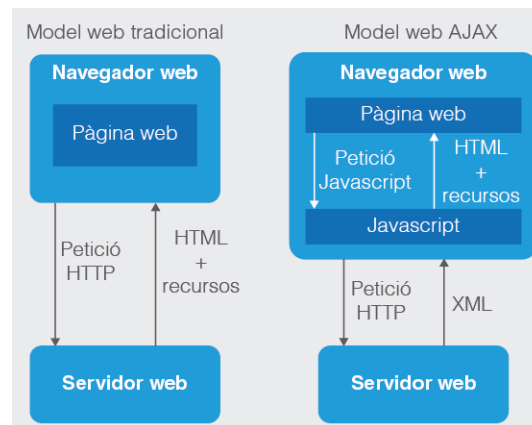 Model web tradicional
Navegador web
Pàgina web
Petició
HTTP
HTML
+
recursos
Servidor web
Model web AJAX
Navegador web
Pàgina web
Petició
Javascript
HTML
+
recursos
Javascript
Petició
HTTP
XML
Servidor web